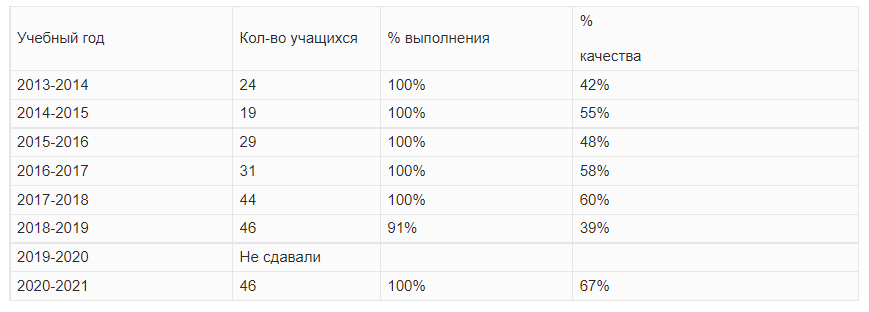 Учебный год Кол-во учащихся % выполнения %
качества
2013-2014 24 100% 42%
2014-2015 19 100% 55%
2015-2016 29 100% 48%
2016-2017 31 100% 58%
2017-2018 44 100% 60%
2018-2019 46 91% 39%
2019-2020 Не сдавали
2020-2021 46 100% 67%